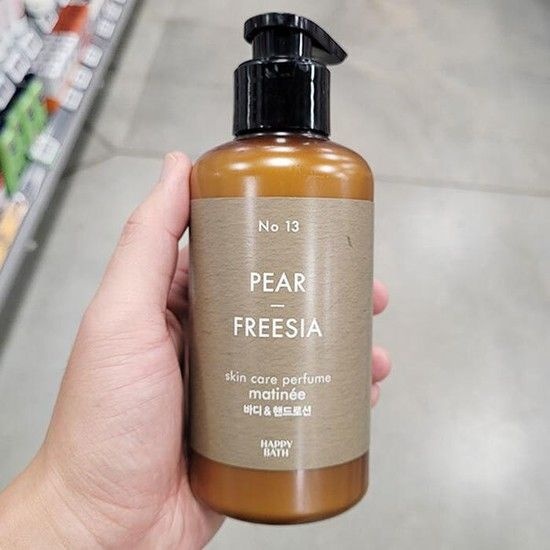 No 13
PEAR
FREESIA
skin care perfume
matinée
바디 & 핸드로션
HAPPY
BATH